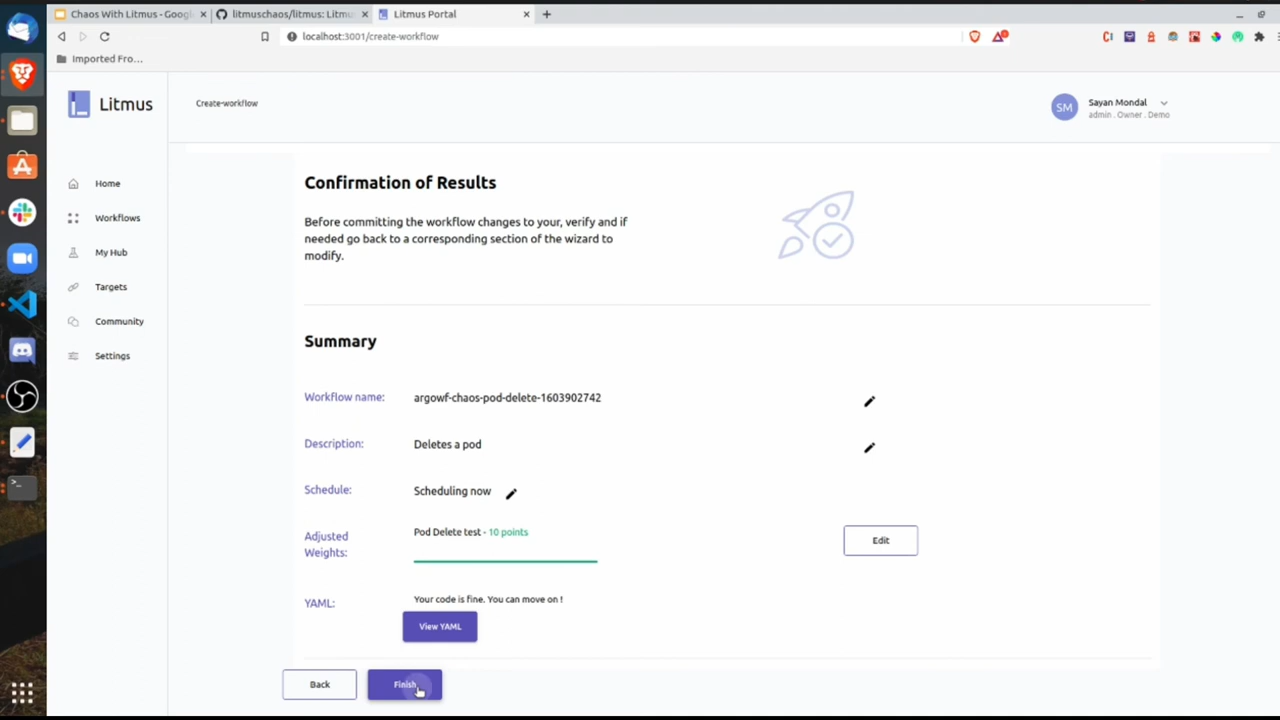 Chaos With Litmus - Googl
litmuschaos/litmus: Litmu
Litmus Portal
localhost:3001/create-workflow
Imported Fro...
Litmus
Create-workflow
SM
Sayan Mondal
admin . Owner . Demo
Home
Workflows
My Hub
Targets
Community
Settings
Confirmation of Results
Before committing the workflow changes to your, verify and if
needed go back to a corresponding section of the wizard to
modify.
Summary
Workflow name:
argowf-chaos-pod-delete-1603902742
Description:
Deletes a pod
Schedule:
Scheduling now
Adjusted
Weights:
Pod Delete test - 10 points
Edit
YAML:
Your code is fine. You can move on !
View YAML
Back
Finish